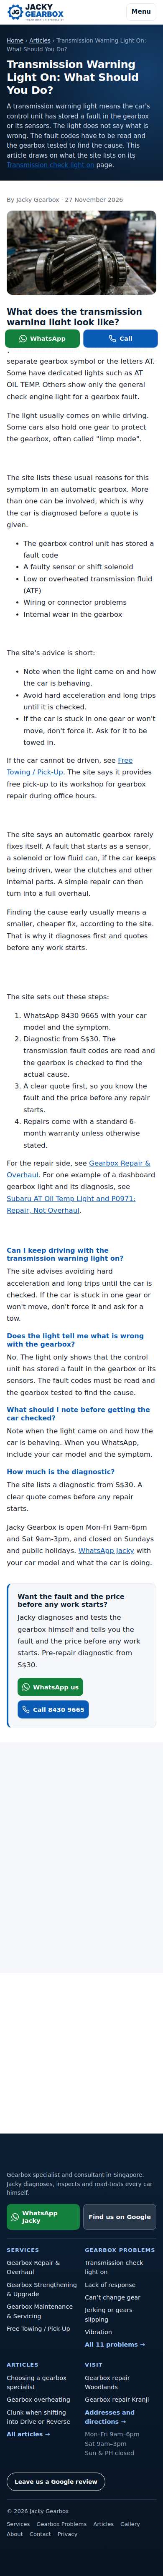 JACKY
GEARBOX
Menu
Home › Articles › Transmission Warning Light On:
What Should You Do?
Transmission Warning
Light On: What Should
You Do?
A transmission warning light means the car's
control unit has stored a fault in the gearbox
or its sensors. The light does not say what is
wrong. The fault codes have to be read and
the gearbox tested to find the cause. This
article draws on what the site lists on its
Transmission check light on page.
By Jacky Gearbox · 27 November 2026
What does the transmission
warning light look like?
WhatsApp
Call
separate gearbox symbol or the letters AT.
Some have dedicated lights such as AT
OIL TEMP. Others show only the general
check engine light for a gearbox fault.
The light usually comes on while driving.
Some cars also hold one gear to protect
the gearbox, often called "limp mode".
The site lists these usual reasons for this
symptom in an automatic gearbox. More
than one can be involved, which is why
the car is diagnosed before a quote is
given.
• The gearbox control unit has stored a
fault code
• A faulty sensor or shift solenoid
• Low or overheated transmission fluid
(ATF)
• Wiring or connector problems
• Internal wear in the gearbox
The site's advice is short:
• Note when the light came on and how
the car is behaving.
• Avoid hard acceleration and long trips
until it is checked.
• If the car is stuck in one gear or won't
move, don't force it. Ask for it to be
towed in.
If the car cannot be driven, see Free
Towing / Pick-Up. The site says it provides
free pick-up to its workshop for gearbox
repair during office hours.
The site says an automatic gearbox rarely
fixes itself. A fault that starts as a sensor,
a solenoid or low fluid can, if the car keeps
being driven, wear the clutches and other
internal parts. A simple repair can then
turn into a full overhaul.
Finding the cause early usually means a
smaller, cheaper fix, according to the site.
That is why it diagnoses first and quotes
before any work starts.
The site sets out these steps:
1. WhatsApp 8430 9665 with your car
model and the symptom.
2. Diagnostic from S$30. The
transmission fault codes are read and
the gearbox is checked to find the
actual cause.
3. A clear quote first, so you know the
fault and the price before any repair
starts.
4. Repairs come with a standard 6-
month warranty unless otherwise
stated.
For the repair side, see Gearbox Repair &
Overhaul. For one example of a dashboard
gearbox light and its diagnosis, see
Subaru AT Oil Temp Light and P0971:
Repair, Not Overhaul.
Can I keep driving with the
transmission warning light on?
The site advises avoiding hard
acceleration and long trips until the car is
checked. If the car is stuck in one gear or
won't move, don't force it and ask for a
tow.
Does the light tell me what is wrong
with the gearbox?
No. The light only shows that the control
unit has stored a fault in the gearbox or its
sensors. The fault codes must be read and
the gearbox tested to find the cause.
What should I note before getting the
car checked?
Note when the light came on and how the
car is behaving. When you WhatsApp,
include your car model and the symptom.
How much is the diagnostic?
The site lists a diagnostic from S$30. A
clear quote comes before any repair
starts.
Jacky Gearbox is open Mon-Fri 9am-6pm
and Sat 9am-3pm, and closed on Sundays
and public holidays. WhatsApp Jacky with
your car model and what the car is doing.
Want the fault and the price
before any work starts?
Jacky diagnoses and tests the
gearbox himself and tells you the
fault and the price before any work
starts. Pre-repair diagnostic from
S$30.
WhatsApp us
Call 8430 9665
Gearbox specialist and consultant in Singapore.
Jacky diagnoses, inspects and road-tests every car
himself.
WhatsApp
Jacky
Find us on Google
SERVICES
Gearbox Repair &
Overhaul
Gearbox Strengthening
& Upgrade
Gearbox Maintenance
& Servicing
Free Towing / Pick-Up
GEARBOX PROBLEMS
Transmission check
light on
Lack of response
Can't change gear
Jerking or gears
slipping
Vibration
All 11 problems →
ARTICLES
Choosing a gearbox
specialist
Gearbox overheating
Clunk when shifting
into Drive or Reverse
All articles →
VISIT
Gearbox repair
Woodlands
Gearbox repair Kranji
Addresses and
directions →
Mon–Fri 9am–6pm
Sat 9am–3pm
Sun & PH closed
Leave us a Google review
© 2026 Jacky Gearbox
Services Gearbox Problems Articles Gallery
About Contact Privacy